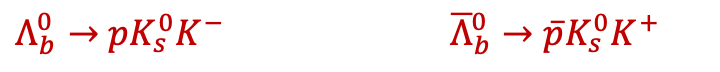 Λ_b^0 → pK_s^0K^−    Λ̅_b^0 → p̄K_s^0K^+